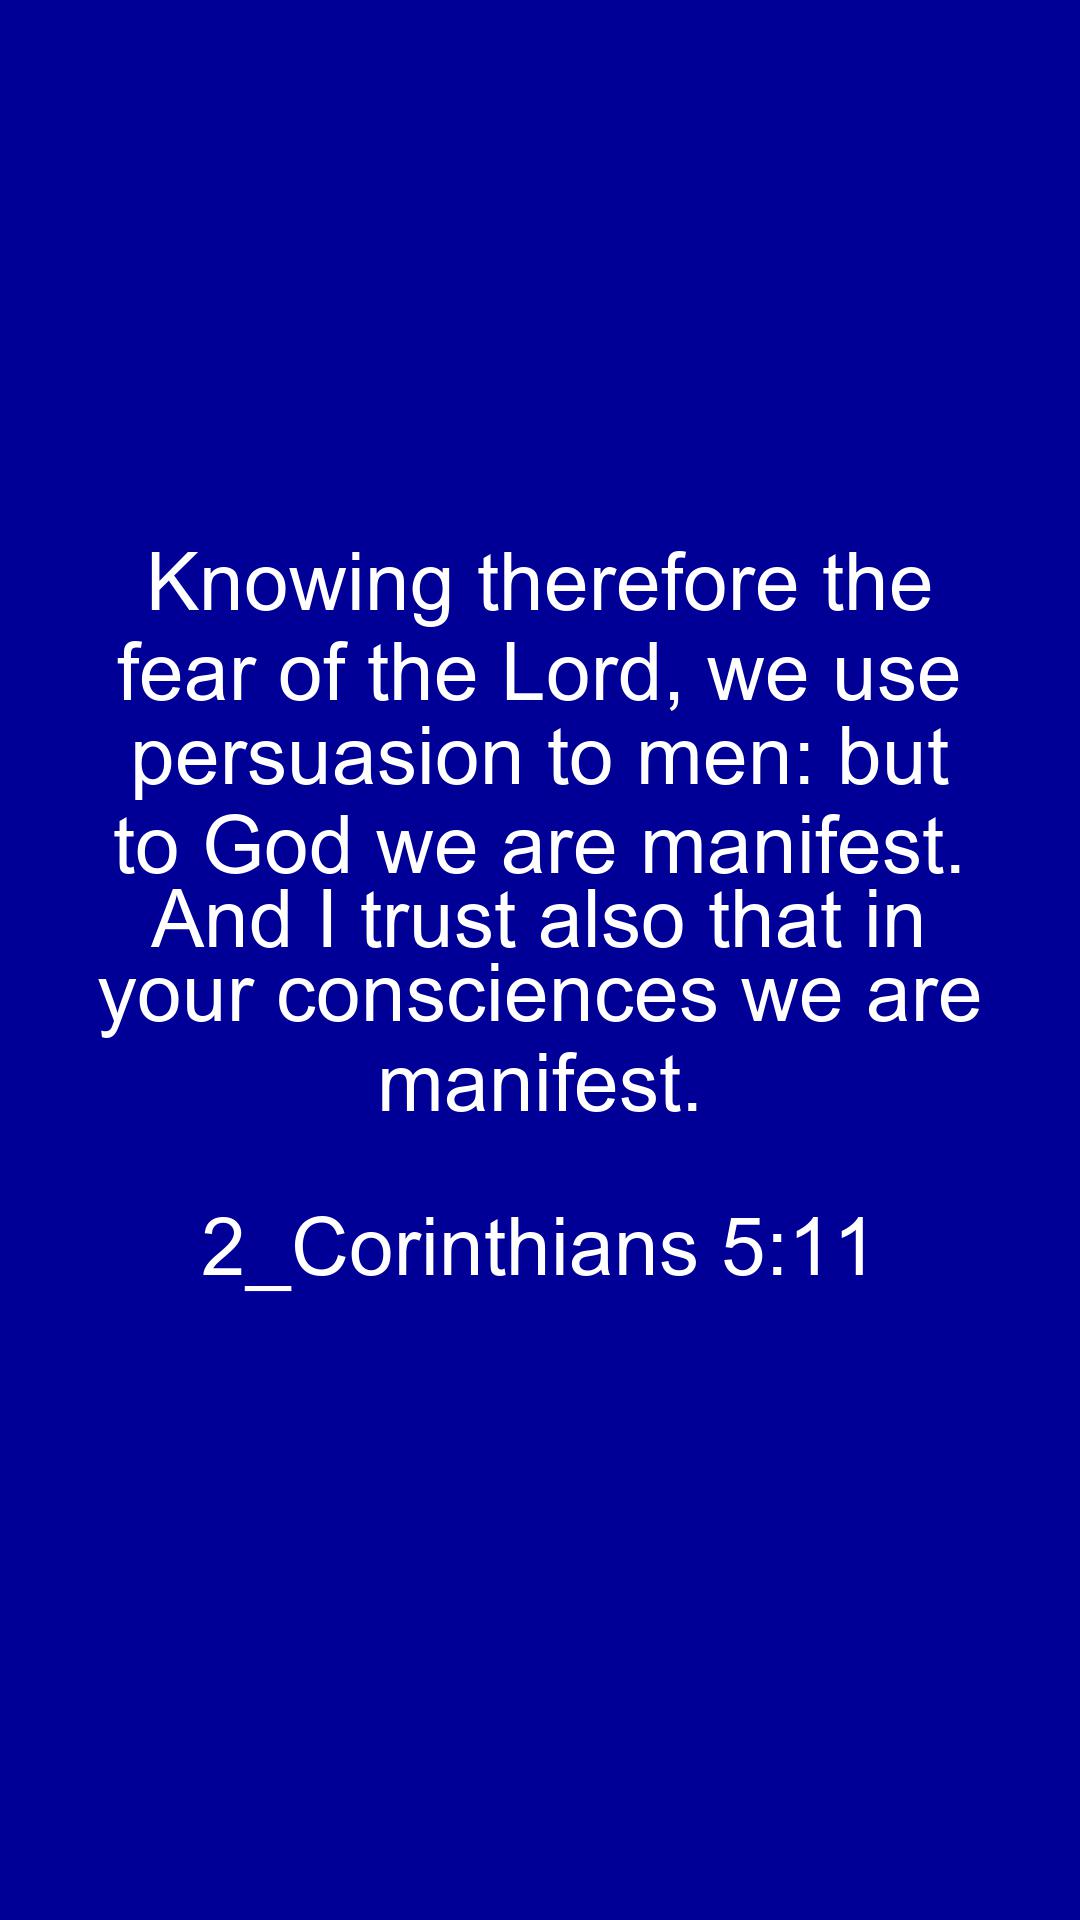 Knowing therefore the
fear of the Lord, we use
persuasion to men: but
to God we are manifest.
And I trust also that in
your consciences we are
manifest.
2_Corinthians 5:11